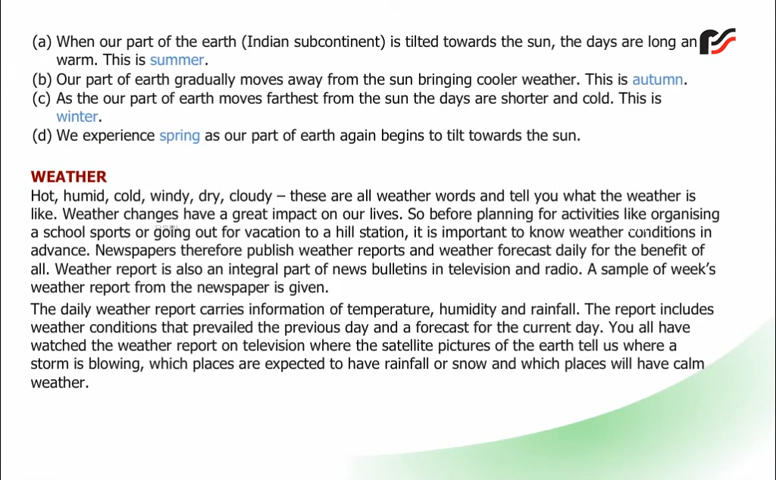 (a) When our part of the earth (Indian subcontinent) is tilted towards the sun, the days are long an
warm. This is summer.
(b) Our part of earth gradually moves away from the sun bringing cooler weather. This is autumn.
(c) As the our part of earth moves farthest from the sun the days are shorter and cold. This is
winter.
(d) We experience spring as our part of earth again begins to tilt towards the sun.
WEATHER
Hot, humid, cold, windy, dry, cloudy – these are all weather words and tell you what the weather is
like. Weather changes have a great impact on our lives. So before planning for activities like organising
a school sports or going out for vacation to a hill station, it is important to know weather conditions in
advance. Newspapers therefore publish weather reports and weather forecast daily for the benefit of
all. Weather report is also an integral part of news bulletins in television and radio. A sample of week's
weather report from the newspaper is given.
The daily weather report carries information of temperature, humidity and rainfall. The report includes
weather conditions that prevailed the previous day and a forecast for the current day. You all have
watched the weather report on television where the satellite pictures of the earth tell us where a
storm is blowing, which places are expected to have rainfall or snow and which places will have calm
weather.